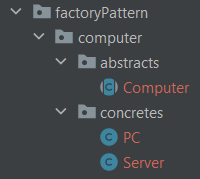 factoryPattern
computer
abstracts
Computer
concretes
PC
Server